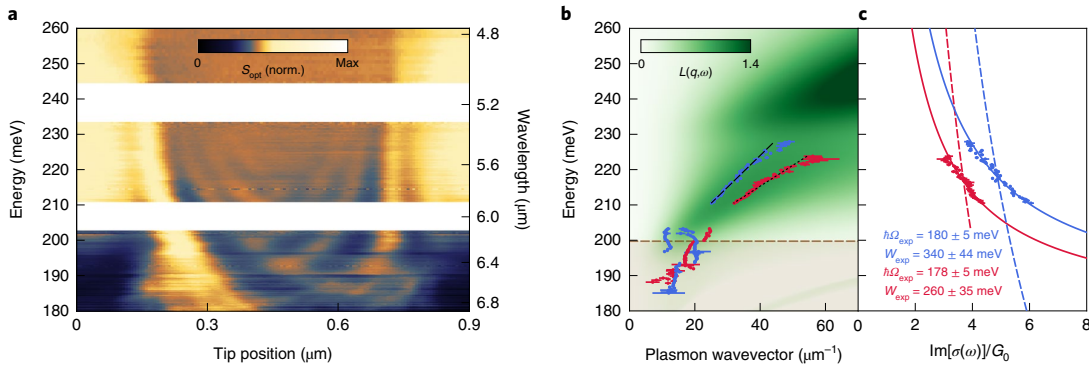 a
260
250
240
230
220
210
200
190
180
Energy (meV)
0
Max
S_opt (norm.)
0
0.3
0.6
0.9
Tip position (μm)
4.8
5.2
5.6
6.0
6.4
6.8
Wavelength (μm)
b
260
250
240
230
220
210
200
190
180
Energy (meV)
0
1.4
L(q,ω)
0
20
40
60
Plasmon wavevector (μm⁻¹)
c
ħΩ_exp = 180 ± 5 meV
W_exp = 340 ± 44 meV
ħΩ_exp = 178 ± 5 meV
W_exp = 260 ± 35 meV
0
2
4
6
8
Im[σ(ω)]/G₀